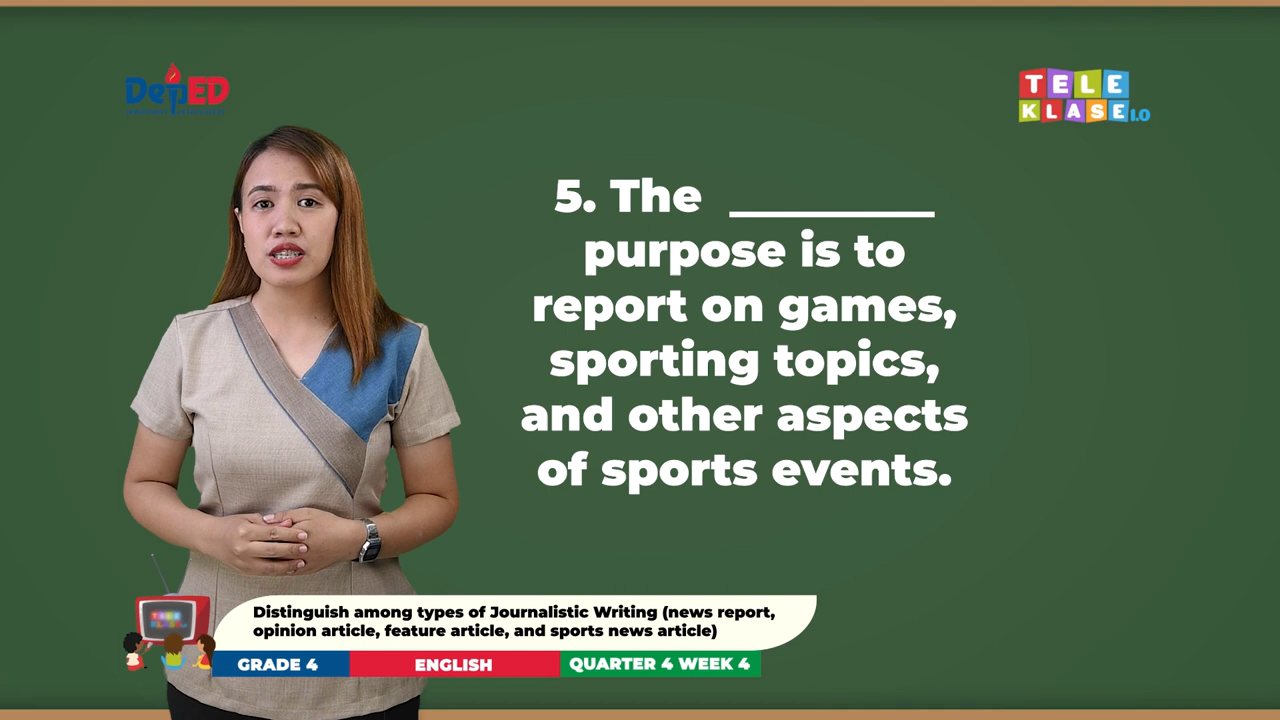 DepED
TELE
KLASE 1.0
5. The ________
purpose is to
report on games,
sporting topics,
and other aspects
of sports events.
Distinguish among types of Journalistic Writing (news report,
opinion article, feature article, and sports news article)
GRADE 4 ENGLISH QUARTER 4 WEEK 4